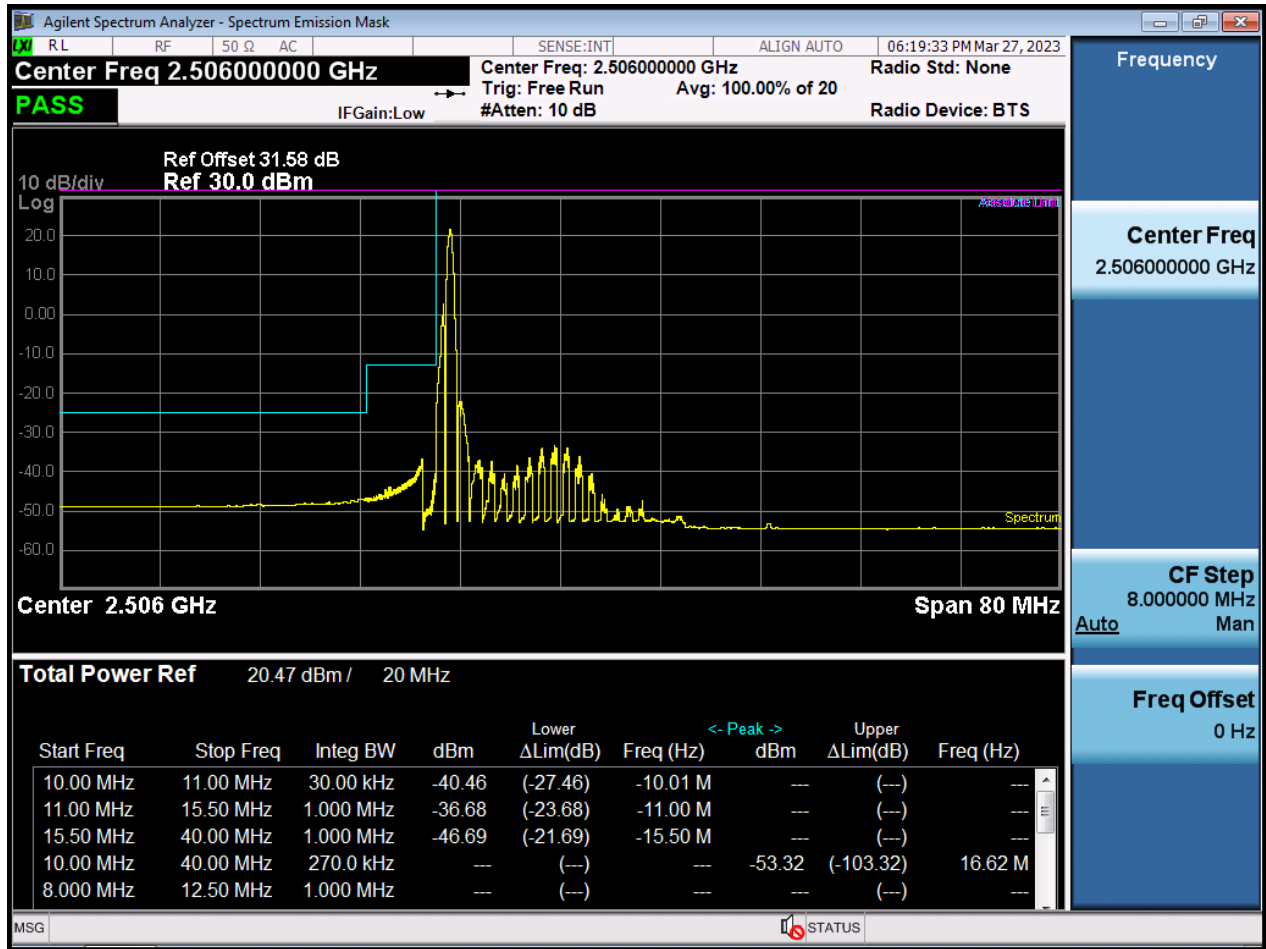 Agilent Spectrum Analyzer - Spectrum Emission Mask
LXI RL RF 50 Ω AC SENSE:INT ALIGN AUTO 06:19:33 PM Mar 27, 2023
Center Freq 2.506000000 GHz
PASS
IFGain:Low
Center Freq: 2.506000000 GHz
Trig: Free Run Avg: 100.00% of 20
#Atten: 10 dB
Radio Std: None
Radio Device: BTS
Ref Offset 31.58 dB
10 dB/div Ref 30.0 dBm
Log
20.0
10.0
0.00
-10.0
-20.0
-30.0
-40.0
-50.0
-60.0
Limit
Spectrum
Center 2.506 GHz Span 80 MHz
Total Power Ref 20.47 dBm / 20 MHz
Lower <- Peak -> Upper
Start Freq Stop Freq Integ BW dBm ΔLim(dB) Freq (Hz) dBm ΔLim(dB) Freq (Hz)
10.00 MHz 11.00 MHz 30.00 kHz -40.46 (-27.46) -10.01 M --- (---) ---
11.00 MHz 15.50 MHz 1.000 MHz -36.68 (-23.68) -11.00 M --- (---) ---
15.50 MHz 40.00 MHz 1.000 MHz -46.69 (-21.69) -15.50 M --- (---) ---
10.00 MHz 40.00 MHz 270.0 kHz --- (---) --- -53.32 (-103.32) 16.62 M
8.000 MHz 12.50 MHz 1.000 MHz --- (---) --- --- (---) ---
MSG STATUS
Frequency
Center Freq
2.506000000 GHz
CF Step
8.000000 MHz
Auto Man
Freq Offset
0 Hz